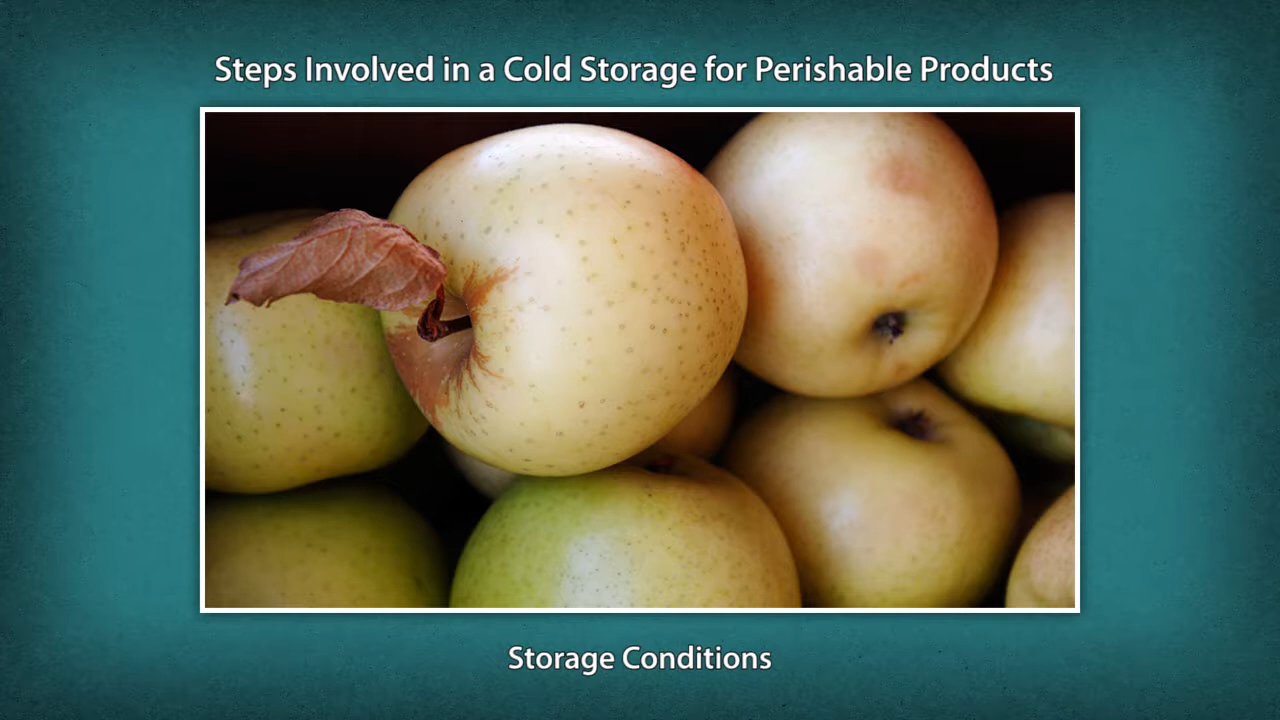 Steps Involved in a Cold Storage for Perishable Products
Storage Conditions